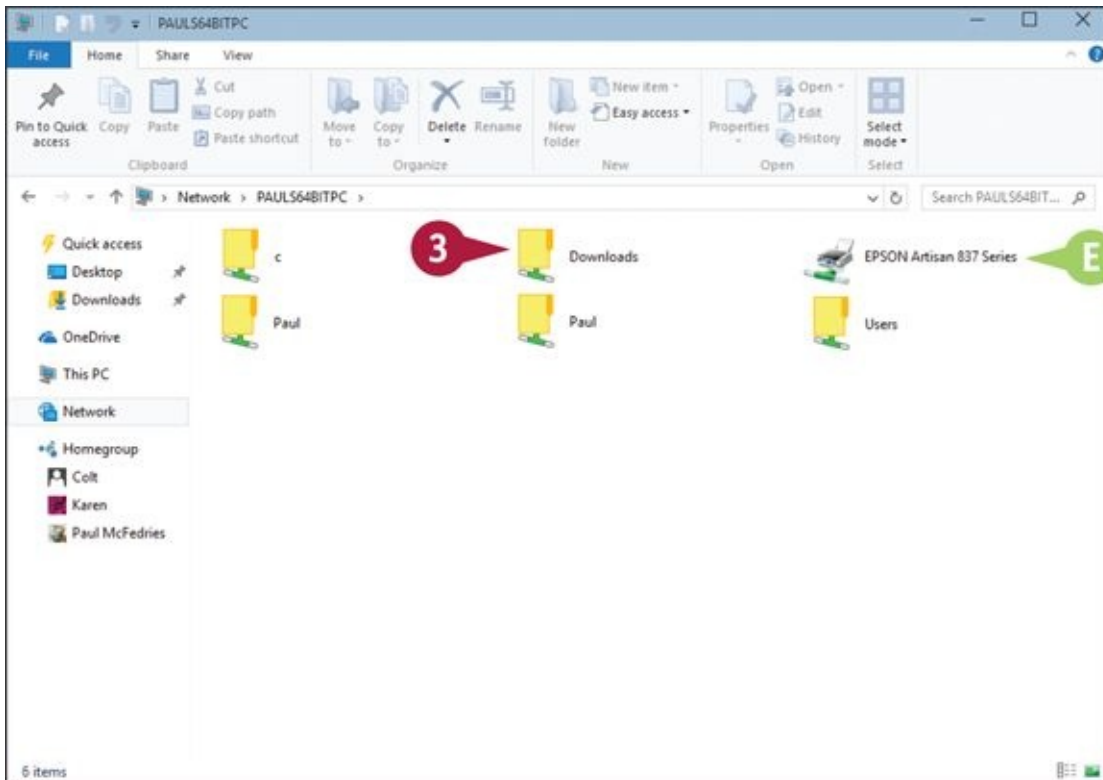 PAULS64BITPC
File Home Share View
Pin to Quick access
Copy
Paste
Cut
Copy path
Paste shortcut
Clipboard
Move to
Copy to
Delete
Rename
Organize
New folder
New item
Easy access
New
Properties
Open
Edit
History
Open
Select mode
Select
Network > PAULS64BITPC >
Search PAULS64BIT...
Quick access
Desktop
Downloads
OneDrive
This PC
Network
Homegroup
Colt
Karen
Paul McFedries
c
3
Downloads
EPSON Artisan 837 Series
E
Paul
Paul
Users
6 items